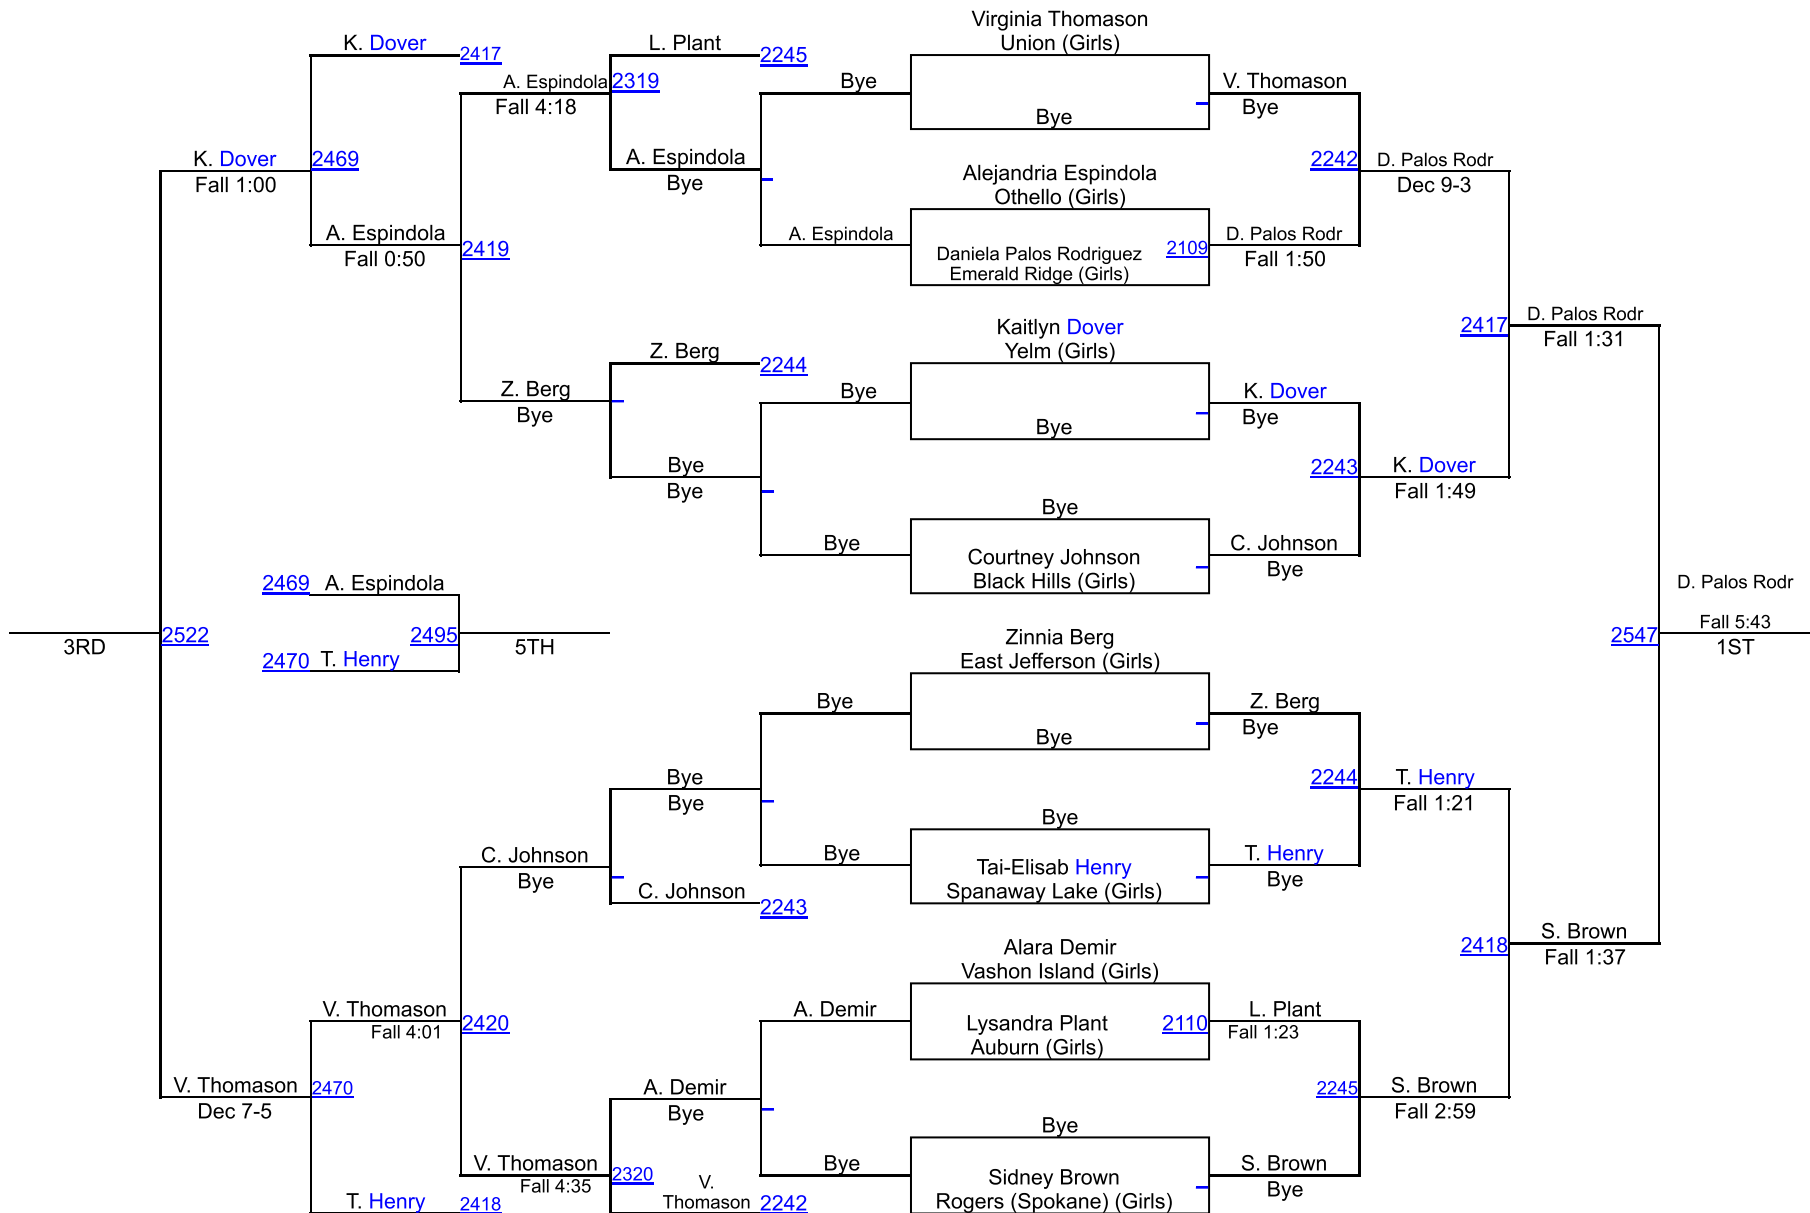 Virginia Thomason
K. Dover
L. Plant
Union (Girls)
2417
2245
A. Espindola
2319
Bye
V. Thomason
Fall 4:18
Bye
Bye
K. Dover
2469
A. Espindola
2242
D. Palos Rodr
Fall 1:00
Bye
Alejandria Espindola
Dec 9-3
Othello (Girls)
A. Espindola
2419
A. Espindola
Daniela Palos Rodriguez
2109
D. Palos Rodr
Fall 0:50
Emerald Ridge (Girls)
Fall 1:50
Kaitlyn Dover
2417
D. Palos Rodr
Z. Berg
2244
Yelm (Girls)
Fall 1:31
Z. Berg
Bye
K. Dover
Bye
Bye
Bye
Bye
2243
K. Dover
Bye
Fall 1:49
Bye
Bye
Courtney Johnson
C. Johnson
2469
A. Espindola
Black Hills (Girls)
Bye
D. Palos Rodr
2522
2495
Zinnia Berg
2547
Fall 5:43
3RD
5TH
1ST
2470
T. Henry
East Jefferson (Girls)
Bye
Z. Berg
Bye
Bye
Bye
2244
T. Henry
Bye
Fall 1:21
Bye
C. Johnson
Bye
Tai-Elisab Henry
T. Henry
Bye
Spanaway Lake (Girls)
Bye
C. Johnson
2243
Alara Demir
2418
S. Brown
Vashon Island (Girls)
Fall 1:37
V. Thomason
2420
A. Demir
Lysandra Plant
2110
L. Plant
Fall 4:01
Auburn (Girls)
Fall 1:23
V. Thomason
2470
A. Demir
2245
S. Brown
Dec 7-5
Bye
Fall 2:59
Bye
V. Thomason
2320
Bye
Sidney Brown
S. Brown
Fall 4:35
V.
Bye
T. Henry
2418
Thomason
2242
Rogers (Spokane) (Girls)